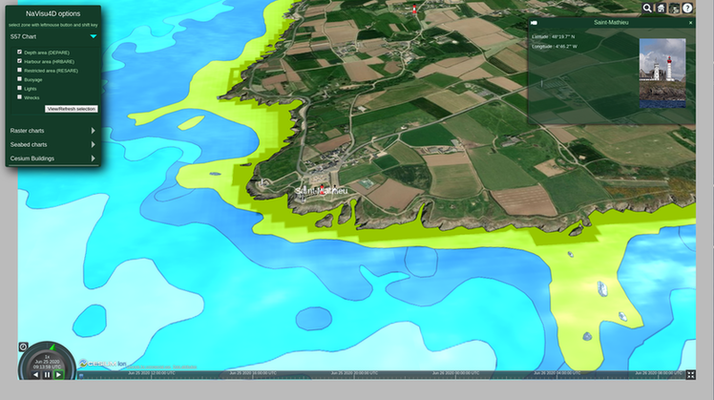 NaVisu4D options
select zone with leftmouse button and shift key
S57 Chart
Depth area (DEPARE)
Harbour area (HRBARE)
Restricted area (RESARE)
Buoyage
Lights
Wrecks
View/Refresh selection
Raster charts
Seabed charts
Cesium Buildings
Saint-Mathieu
Latitude : 48°19.7" N
Longitude : -4°46.2" W
Saint-Mathieu
1x
Jun 25 2020
ion